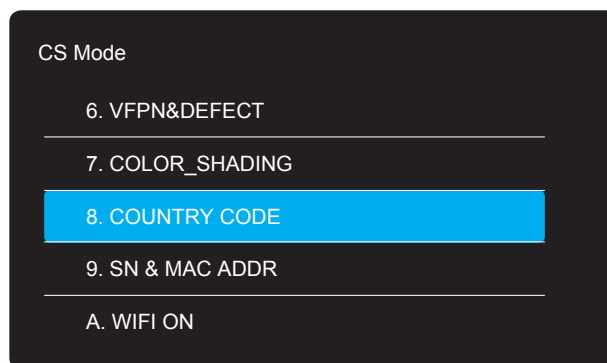 CS Mode
6. VFPN&DEFECT
7. COLOR_SHADING
8. COUNTRY CODE
9. SN & MAC ADDR
A. WIFI ON